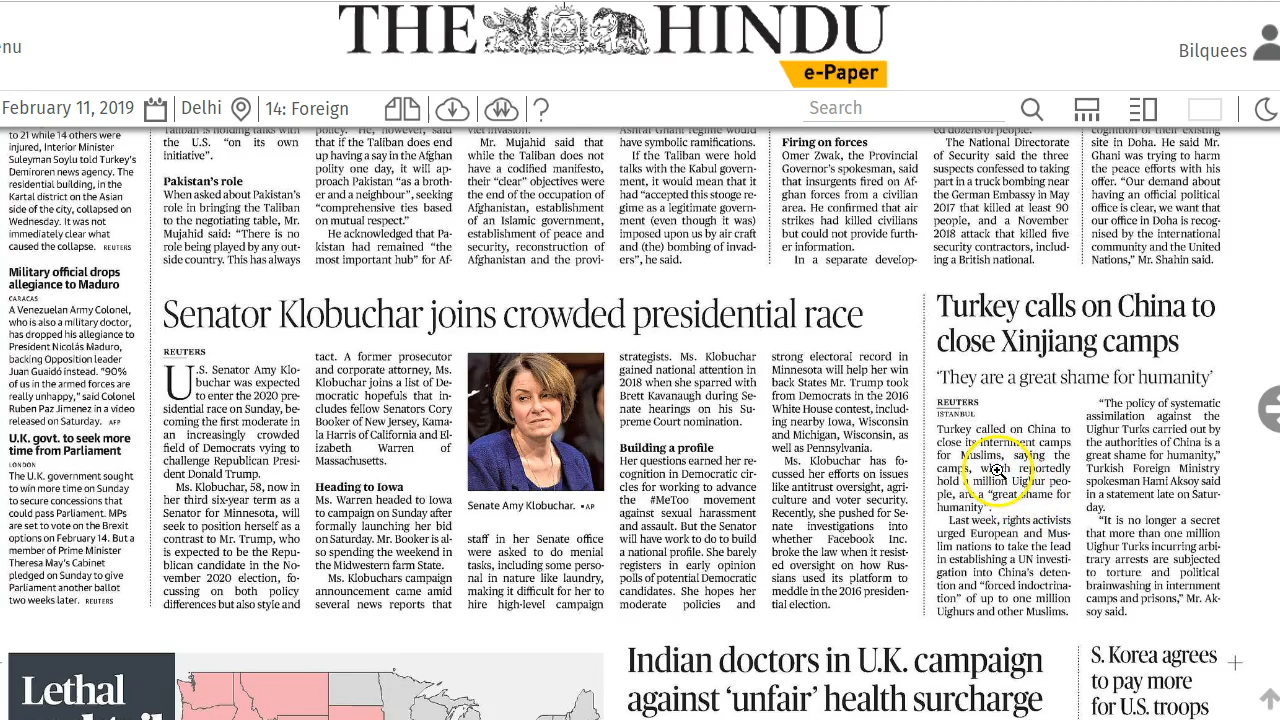 THE HINDU
e-Paper
enu
Bilquees
February 11, 2019
Delhi
14: Foreign
?
Search
to 21 while 14 others were
injured, Interior Minister
Suleyman Soylu told Turkey's
Demiroren news agency. The
residential building, in the
Kartal district on the Asian
side of the city, collapsed on
Wednesday. It was not
immediately clear what
caused the collapse. REUTERS
Military official drops
allegiance to Maduro
CARACAS
A Venezuelan Army Colonel,
who is also a military doctor,
has dropped his allegiance to
President Nicolás Maduro,
backing Opposition leader
Juan Guaidó instead. "90%
of us in the armed forces are
really unhappy," said Colonel
Ruben Paz Jimenez in a video
released on Saturday. AFP
U.K. govt. to seek more
time from Parliament
LONDON
The U.K. government sought
to win more time on Sunday
to secure concessions that
could pass Parliament. MPs
are set to vote on the Brexit
options on February 14. But a
member of Prime Minister
Theresa May's Cabinet
pledged on Sunday to give
Parliament another ballot
two weeks later. REUTERS
Taliban is holding talks with
the U.S. "on its own
initiative".
Pakistan's role
When asked about Pakistan's
role in bringing the Taliban
to the negotiating table, Mr.
Mujahid said: "There is no
role being played by any out-
side country. This has always
policy. He, however, said
that if the Taliban does end
up having a say in the Afghan
polity one day, it will ap-
proach Pakistan "as a broth-
er and a neighbour", seeking
"comprehensive ties based
on mutual respect."
He acknowledged that Pa-
kistan had remained "the
most important hub" for Af-
viet invasion.
Mr. Mujahid said that
while the Taliban does not
have a codified manifesto,
their "clear" objectives were
the end of the occupation of
Afghanistan, establishment
of an Islamic government,
establishment of peace and
security, reconstruction of
Afghanistan and the provi-
Ashraf Ghani regime would
have symbolic ramifications.
If the Taliban were hold
talks with the Kabul govern-
ment, it would mean that it
had "accepted this stooge re-
gime as a legitimate govern-
ment (even though it was)
imposed upon us by air craft
and (the) bombing of invad-
ers", he said.
Firing on forces
Omer Zwak, the Provincial
Governor's spokesman, said
that insurgents fired on Af-
ghan forces from a civilian
area. He confirmed that air
strikes had killed civilians
but could not provide furth-
er information.
In a separate develop-
ed dozens of people.
The National Directorate
of Security said the three
suspects confessed to taking
part in a truck bombing near
the German Embassy in May
2017 that killed at least 90
people, and a November
2018 attack that killed five
security contractors, includ-
ing a British national.
cognition of their existing
site in Doha. He said Mr.
Ghani was trying to harm
the peace efforts with his
offer. "Our demand about
having an official political
office is clear, we want that
our office in Doha is recog-
nised by the international
community and the United
Nations," Mr. Shahin said.
Senator Klobuchar joins crowded presidential race
REUTERS
U.S. Senator Amy Klo-
buchar was expected
to enter the 2020 pre-
sidential race on Sunday, be-
coming the first moderate in
an increasingly crowded
field of Democrats vying to
challenge Republican Presi-
dent Donald Trump.
Ms. Klobuchar, 58, now in
her third six-year term as a
Senator for Minnesota, will
seek to position herself as a
contrast to Mr. Trump, who
is expected to be the Repu-
blican candidate in the No-
vember 2020 election, fo-
cussing on both policy
differences but also style and
tact. A former prosecutor
and corporate attorney, Ms.
Klobuchar joins a list of De-
mocratic hopefuls that in-
cludes fellow Senators Cory
Booker of New Jersey, Kama-
la Harris of California and El-
izabeth Warren of
Massachusetts.
Heading to Iowa
Ms. Warren headed to Iowa
to campaign on Sunday after
formally launching her bid
on Saturday. Mr. Booker is al-
so spending the weekend in
the Midwestern farm State.
Ms. Klobuchars campaign
announcement came amid
several news reports that
Senate Amy Klobuchar. ▪ AP
staff in her Senate office
were asked to do menial
tasks, including some perso-
nal in nature like laundry,
making it difficult for her to
hire high-level campaign
strategists. Ms. Klobuchar
gained national attention in
2018 when she sparred with
Brett Kavanaugh during Se-
nate hearings on his Su-
preme Court nomination.
Building a profile
Her questions earned her re-
cognition in Democratic cir-
cles for working to advance
the #MeToo movement
against sexual harassment
and assault. But the Senator
will have work to do to build
a national profile. She barely
registers in early opinion
polls of potential Democratic
candidates. She hopes her
moderate policies and
strong electoral record in
Minnesota will help her win
back States Mr. Trump took
from Democrats in the 2016
White House contest, includ-
ing nearby Iowa, Wisconsin
and Michigan, Wisconsin, as
well as Pennsylvania.
Ms. Klobuchar has fo-
cussed her efforts on issues
like antitrust oversight, agri-
culture and voter security.
Recently, she pushed for Se-
nate investigations into
whether Facebook Inc.
broke the law when it resist-
ed oversight on how Rus-
sians used its platform to
meddle in the 2016 presiden-
tial election.
Turkey calls on China to
close Xinjiang camps
'They are a great shame for humanity'
REUTERS
ISTANBUL
Turkey called on China to
close its internment camps
for Muslims, saying the
camps, which reportedly
hold a million Uighur peo-
ple, are a "great shame for
humanity".
Last week, rights activists
urged European and Mus-
lim nations to take the lead
in establishing a UN investi-
gation into China's deten-
tion and "forced indoctrina-
tion" of up to one million
Uighurs and other Muslims.
"The policy of systematic
assimilation against the
Uighur Turks carried out by
the authorities of China is a
great shame for humanity,"
Turkish Foreign Ministry
spokesman Hami Aksoy said
in a statement late on Satur-
day.
"It is no longer a secret
that more than one million
Uighur Turks incurring arbi-
trary arrests are subjected
to torture and political
brainwashing in internment
camps and prisons," Mr. Ak-
soy said.
Lethal
Indian doctors in U.K. campaign
against 'unfair' health surcharge
S. Korea agrees
to pay more
for U.S. troops